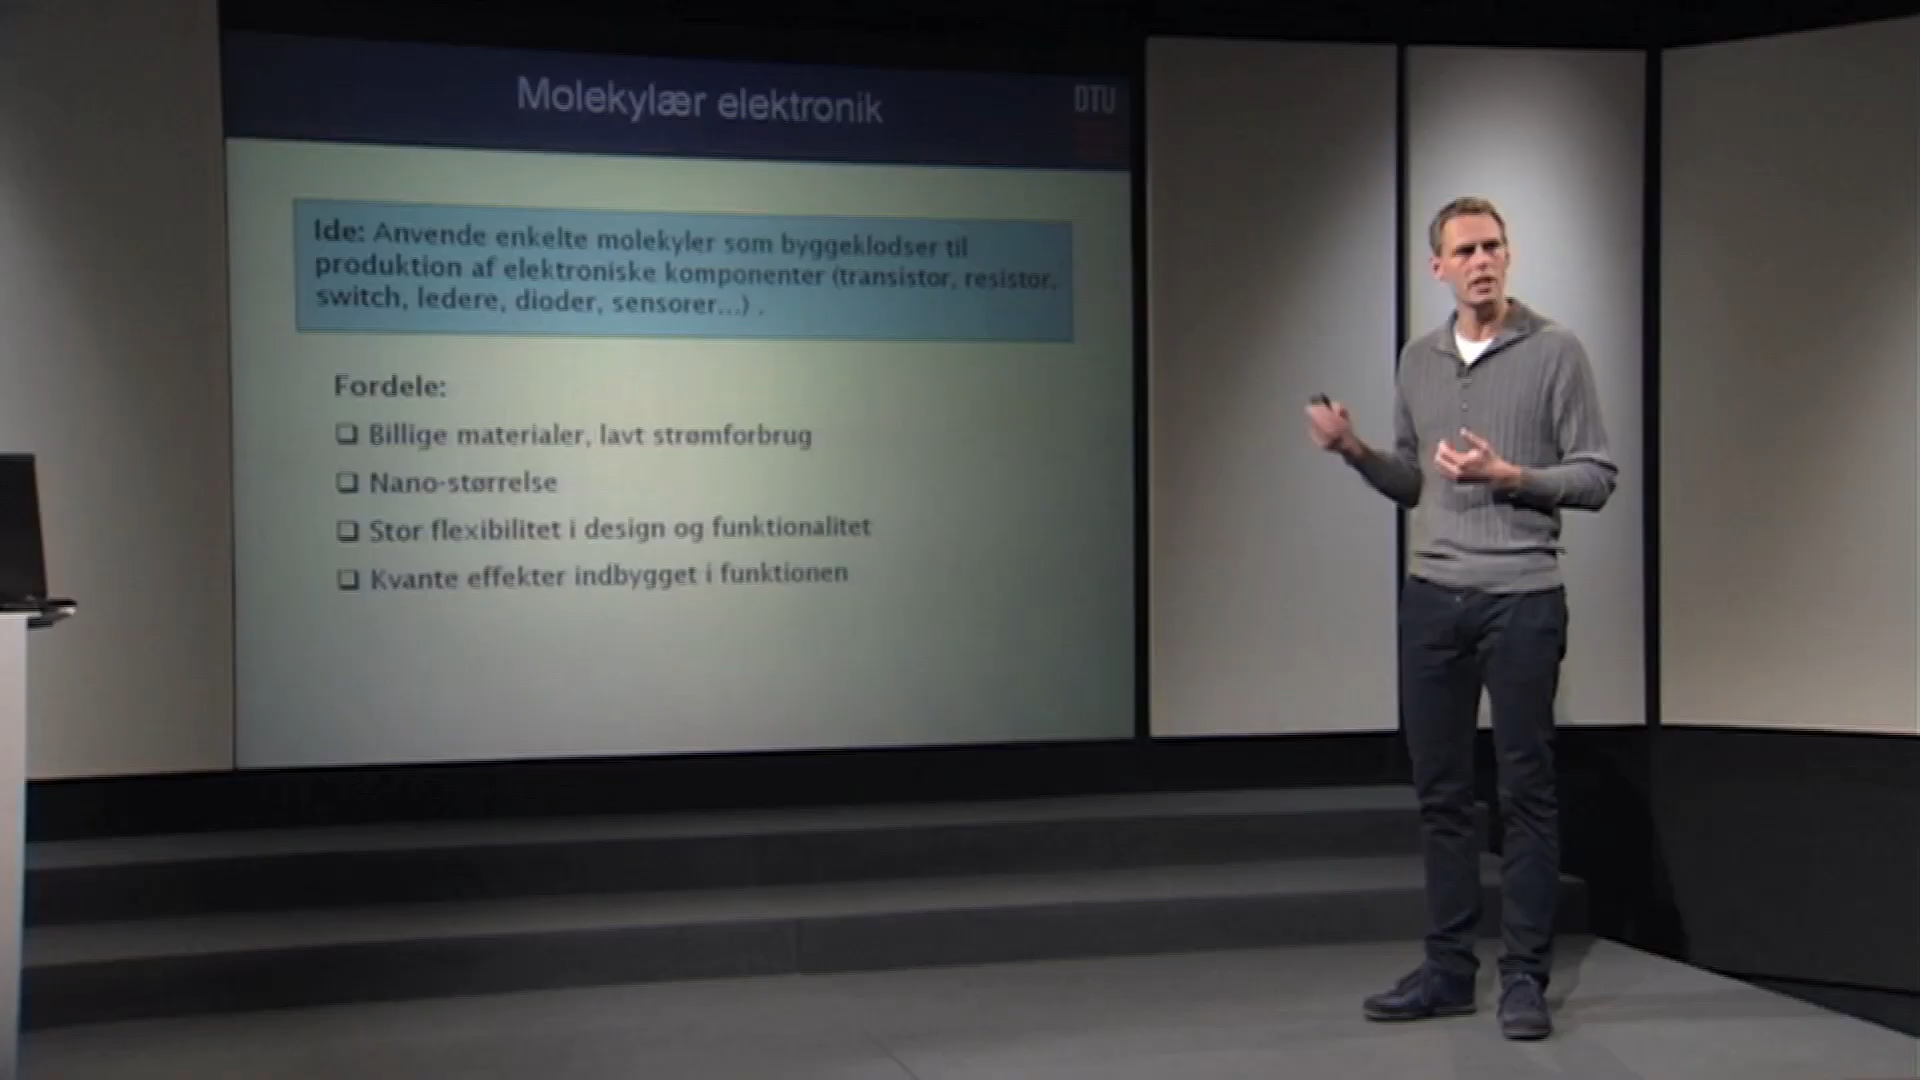 Molekylær elektronik
DTU
Ide: Anvende enkelte molekyler som byggeklodser til
produktion af elektroniske komponenter (transistor, resistor,
switch, ledere, dioder, sensorer...) .
Fordele:
Billige materialer, lavt strømforbrug
Nano-størrelse
Stor flexibilitet i design og funktionalitet
Kvante effekter indbygget i funktionen